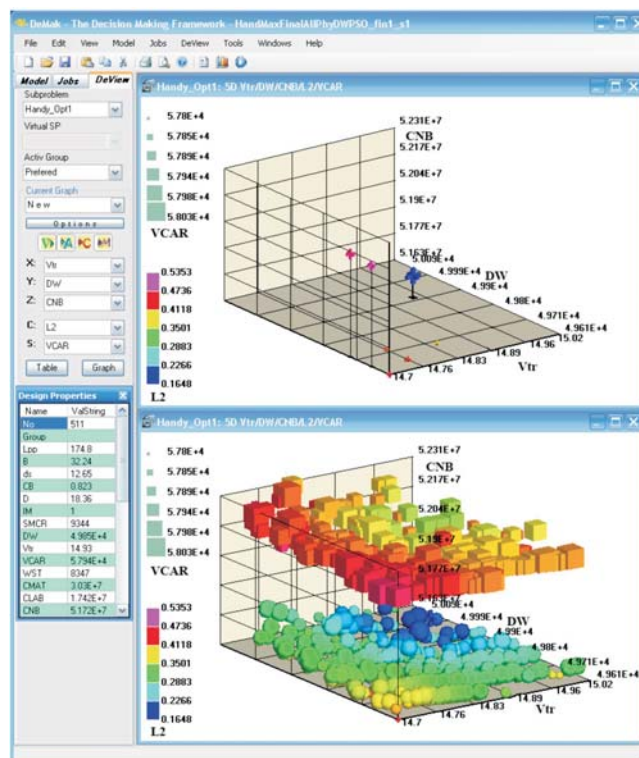 DeMak - The Decision Making Framework - HandMaxFinalAllPbyDWPSO_fin1_s1
File Edit View Model Jobs DeView Tools Windows Help
Model Jobs DeView
Subproblem
Handy_Opt1
Virtual SP
Activ Group
Prefered
Current Graph
New
Options
X: Vtr
Y: DW
Z: CNB
C: L2
S: VCAR
Table Graph
Design Properties
Name ValString
No 511
Group
Lpp 174.8
B 32.24
ds 12.65
CB 0.823
D 18.36
IM 1
SMCR 9344
DW 4.985E+4
Vtr 14.93
VCAR 5.794E+4
WST 8347
CMAT 3.03E+7
CLAB 1.742E+7
CNB 5.172E+7
Handy_Opt1: 5D Vtr/DW/CNB/L2/VCAR
5.78E+4
5.785E+4
5.789E+4
5.794E+4
5.798E+4
5.803E+4
VCAR
0.5353
0.4736
0.4118
0.3501
0.2883
0.2266
0.1648
L2
5.231E+7
CNB
5.217E+7
5.204E+7
5.19E+7
5.177E+7
5.163E+7
5.009E+4
4.999E+4
DW
4.99E+4
4.98E+4
4.971E+4
4.961E+4
15.02
14.96
14.89
14.83
14.76
14.7
Vtr
Handy_Opt1: 5D Vtr/DW/CNB/L2/VCAR
5.78E+4
5.785E+4
5.789E+4
5.794E+4
5.798E+4
5.803E+4
VCAR
0.5353
0.4736
0.4118
0.3501
0.2883
0.2266
0.1648
L2
5.231E+7
CNB
5.217E+7
5.204E+7
5.19E+7
5.177E+7
5.163E+7
5.009E+4
4.999E+4
DW
4.99E+4
4.98E+4
4.971E+4
4.961E+4
15.02
14.96
14.89
14.83
14.76
14.7
Vtr